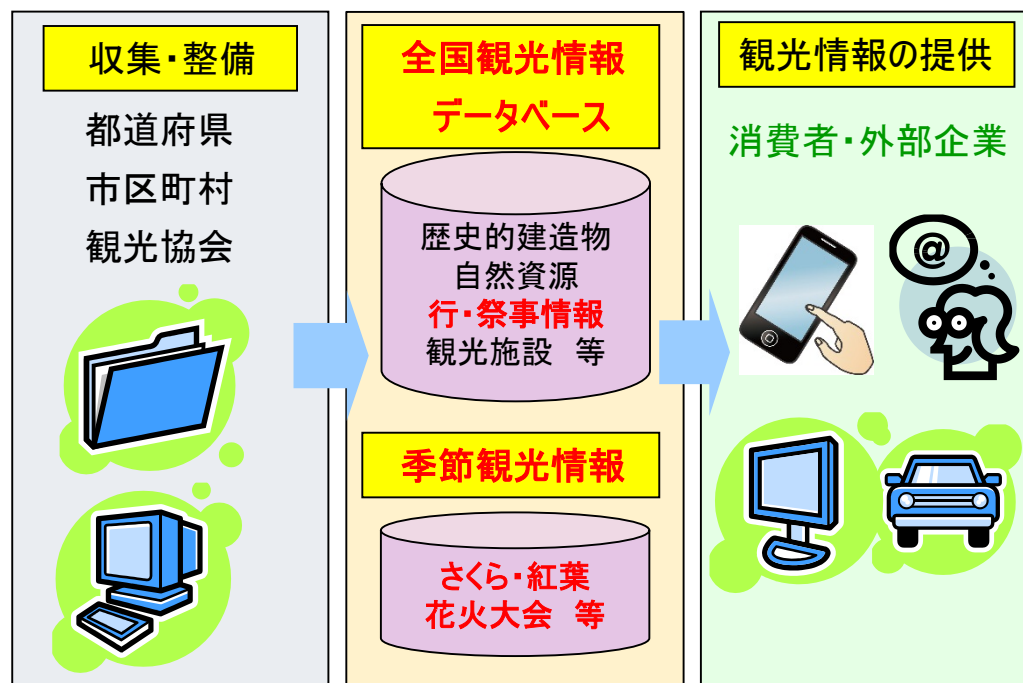 収集・整備
都道府県
市区町村
観光協会
全国観光情報
データベース
歴史的建造物
自然資源
行・祭事情報
観光施設　等
季節観光情報
さくら・紅葉
花火大会　等
観光情報の提供
消費者・外部企業
@